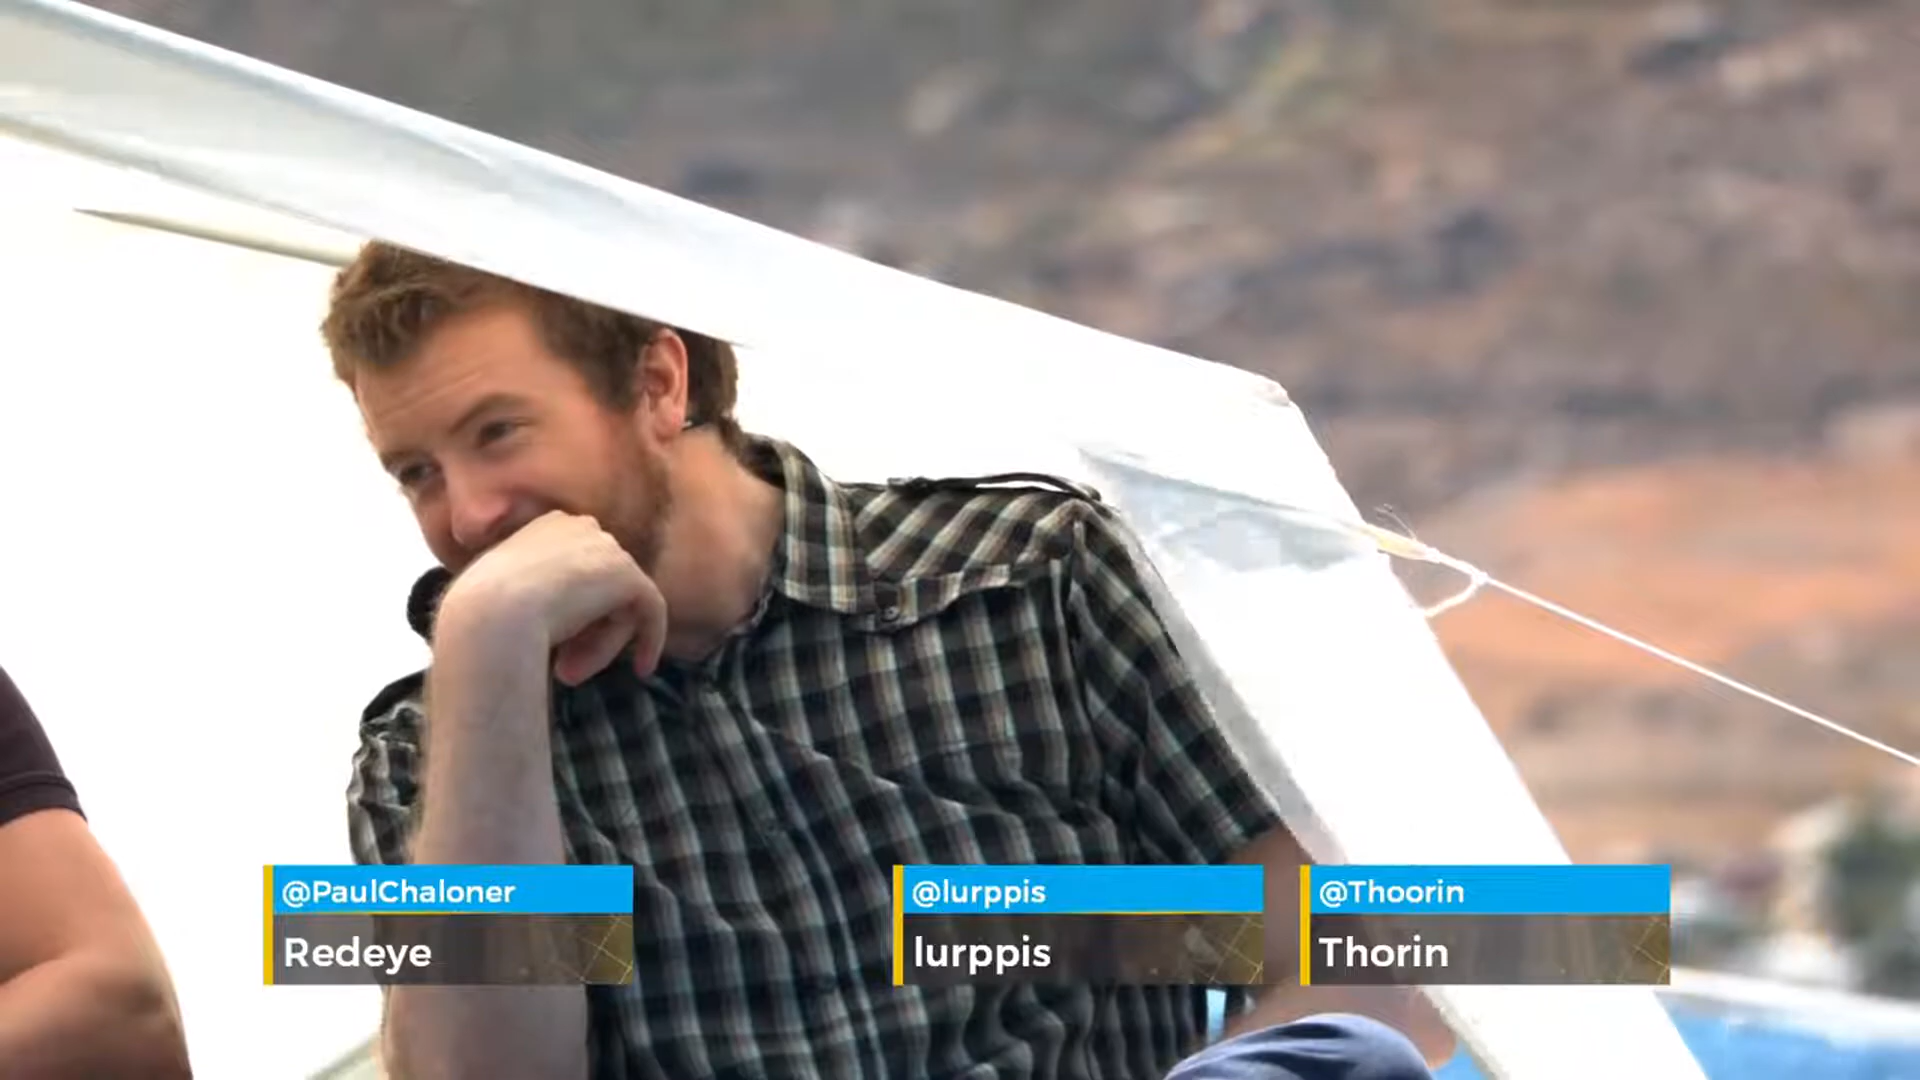 @PaulChaloner
Redeye
@lurppis
lurppis
@Thoorin
Thorin